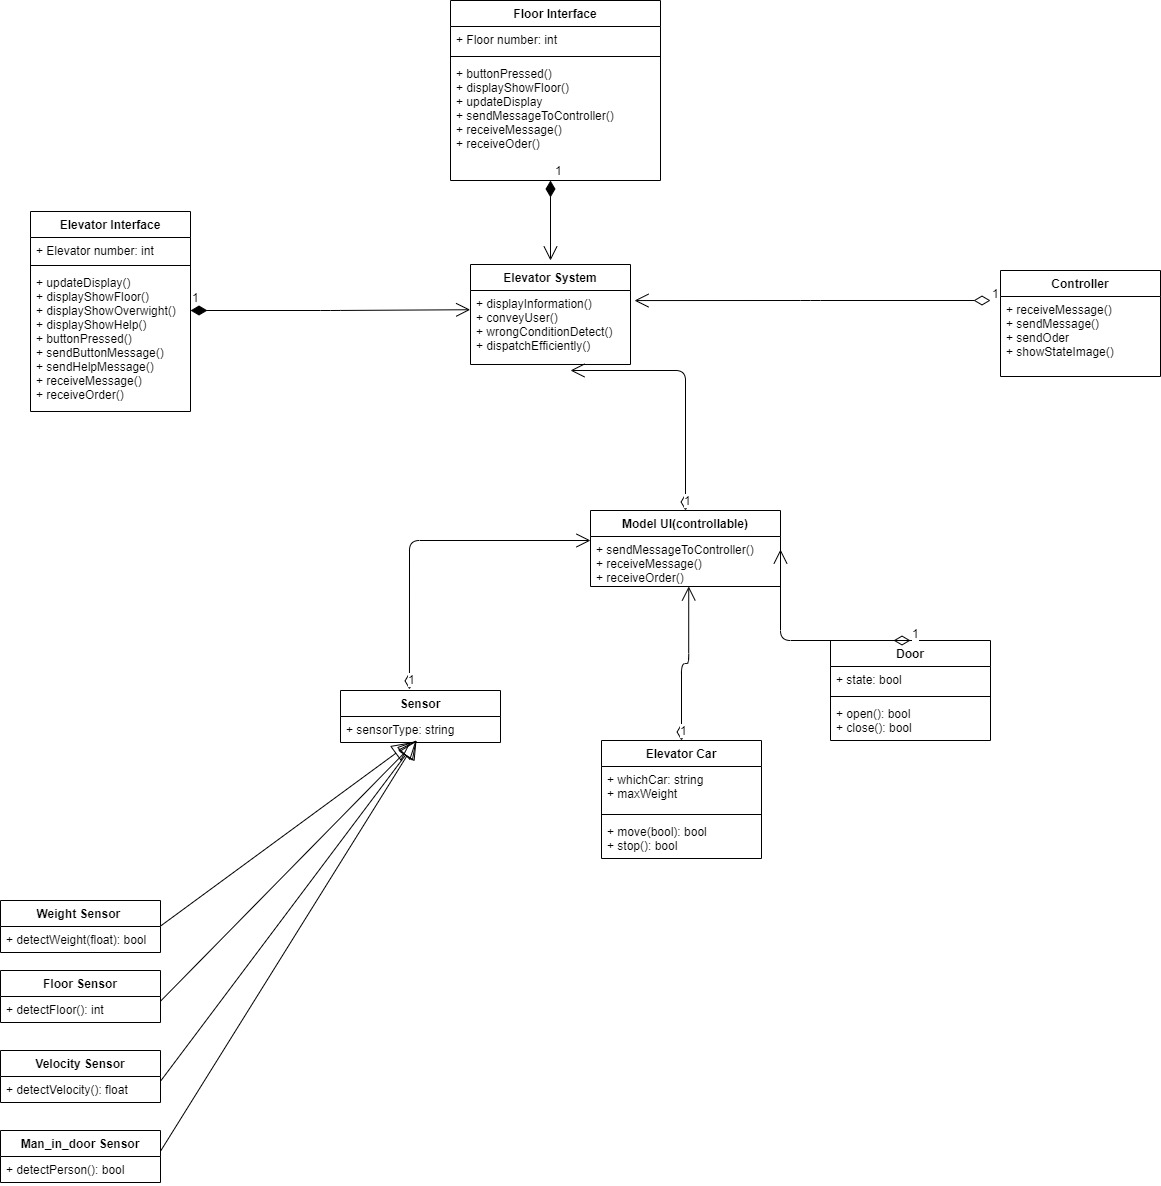 Floor Interface
+ Floor number: int
+ buttonPressed()
+ displayShowFloor()
+ updateDisplay
+ sendMessageToController()
+ receiveMessage()
+ receiveOder()
1
Elevator Interface
+ Elevator number: int
+ updateDisplay()
+ displayShowFloor()
+ displayShowOverwight()
+ displayShowHelp()
+ buttonPressed()
+ sendButtonMessage()
+ sendHelpMessage()
+ receiveMessage()
+ receiveOrder()
1
Elevator System
+ displayInformation()
+ conveyUser()
+ wrongConditionDetect()
+ dispatchEfficiently()
1
Controller
+ receiveMessage()
+ sendMessage()
+ sendOder
+ showStateImage()
1
Model UI(controllable)
+ sendMessageToController()
+ receiveMessage()
+ receiveOrder()
1
Door
+ state: bool
+ open(): bool
+ close(): bool
1
Sensor
+ sensorType: string
1
Elevator Car
+ whichCar: string
+ maxWeight
+ move(bool): bool
+ stop(): bool
Weight Sensor
+ detectWeight(float): bool
Floor Sensor
+ detectFloor(): int
Velocity Sensor
+ detectVelocity(): float
Man_in_door Sensor
+ detectPerson(): bool